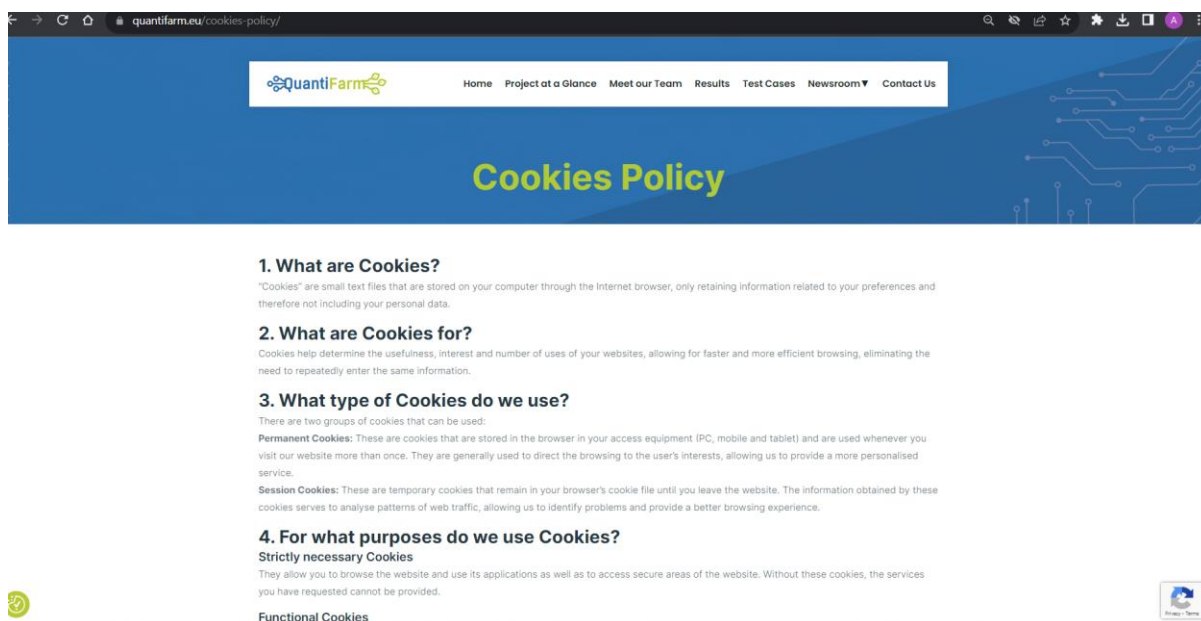 quantifarm.eu/cookies-policy/
A
QuantiFarm
Home Project at a Glance Meet our Team Results Test Cases Newsroom▼ Contact Us
Cookies Policy
1. What are Cookies?
"Cookies" are small text files that are stored on your computer through the Internet browser, only retaining information related to your preferences and
therefore not including your personal data.
2. What are Cookies for?
Cookies help determine the usefulness, interest and number of uses of your websites, allowing for faster and more efficient browsing, eliminating the
need to repeatedly enter the same information.
3. What type of Cookies do we use?
There are two groups of cookies that can be used:
Permanent Cookies: These are cookies that are stored in the browser in your access equipment (PC, mobile and tablet) and are used whenever you
visit our website more than once. They are generally used to direct the browsing to the user's interests, allowing us to provide a more personalised
service.
Session Cookies: These are temporary cookies that remain in your browser's cookie file until you leave the website. The information obtained by these
cookies serves to analyse patterns of web traffic, allowing us to identify problems and provide a better browsing experience.
4. For what purposes do we use Cookies?
Strictly necessary Cookies
They allow you to browse the website and use its applications as well as to access secure areas of the website. Without these cookies, the services
you have requested cannot be provided.
Functional Cookies
Privacy - Terms